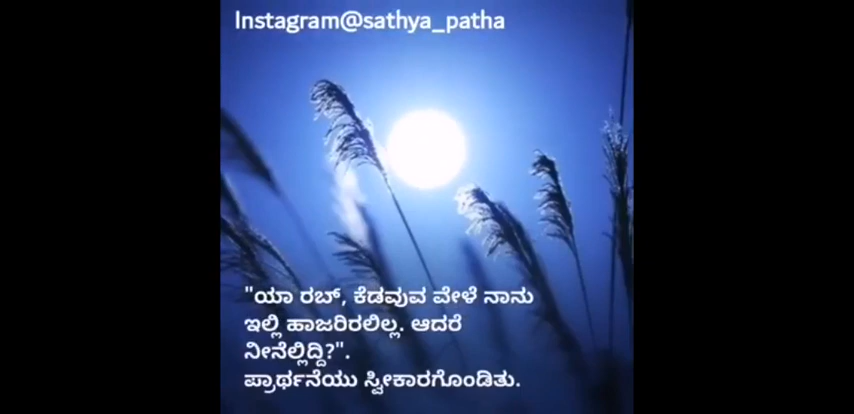 Instagram@sathya_patha
"ಯಾ ರಬ್, ಕೆಡವುವ ವೇಳೆ ನಾನು
ಇಲ್ಲಿ ಹಾಜರಿರಲಿಲ್ಲ. ಆದರೆ
ನೀನೆಲ್ಲಿದ್ದಿ?".
ಪ್ರಾರ್ಥನೆಯು ಸ್ವೀಕಾರಗೊಂಡಿತು.